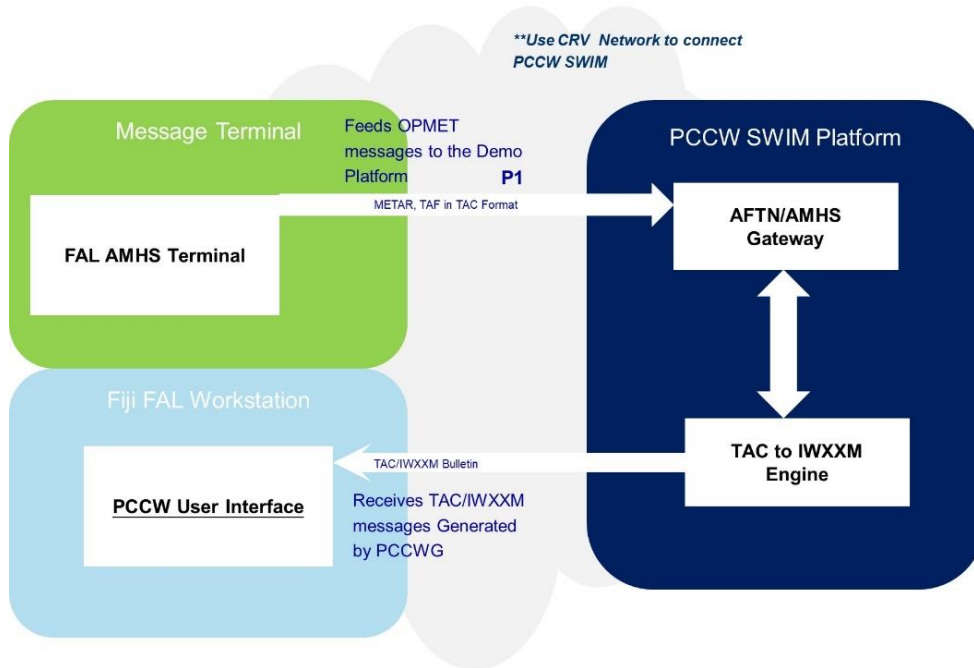 **Use CRV Network to connect
PCCW SWIM
Message Terminal
Feeds OPMET
messages to the Demo
Platform P1
METAR, TAF in TAC Format
FAL AMHS Terminal
PCCW SWIM Platform
AFTN/AMHS
Gateway
Fiji FAL Workstation
TAC/IWXXM Bulletin
TAC to IWXXM
Engine
PCCW User Interface
Receives TAC/IWXXM
messages Generated
by PCCWG